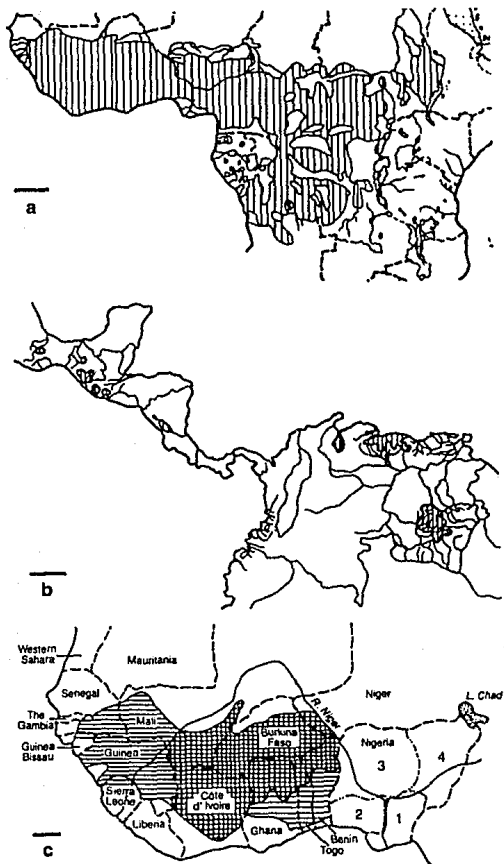 a
b
Western
Sahara
Mauritania
Senegal
The
Gambia
Guinea
Bissau
Mali
Guinea
Sierra
Leone
Liberia
Côte
d'Ivoire
Burkina
Faso
Ghana
Togo
Benin
R. Niger
Niger
Nigeria
3
4
2
1
L. Chad
c